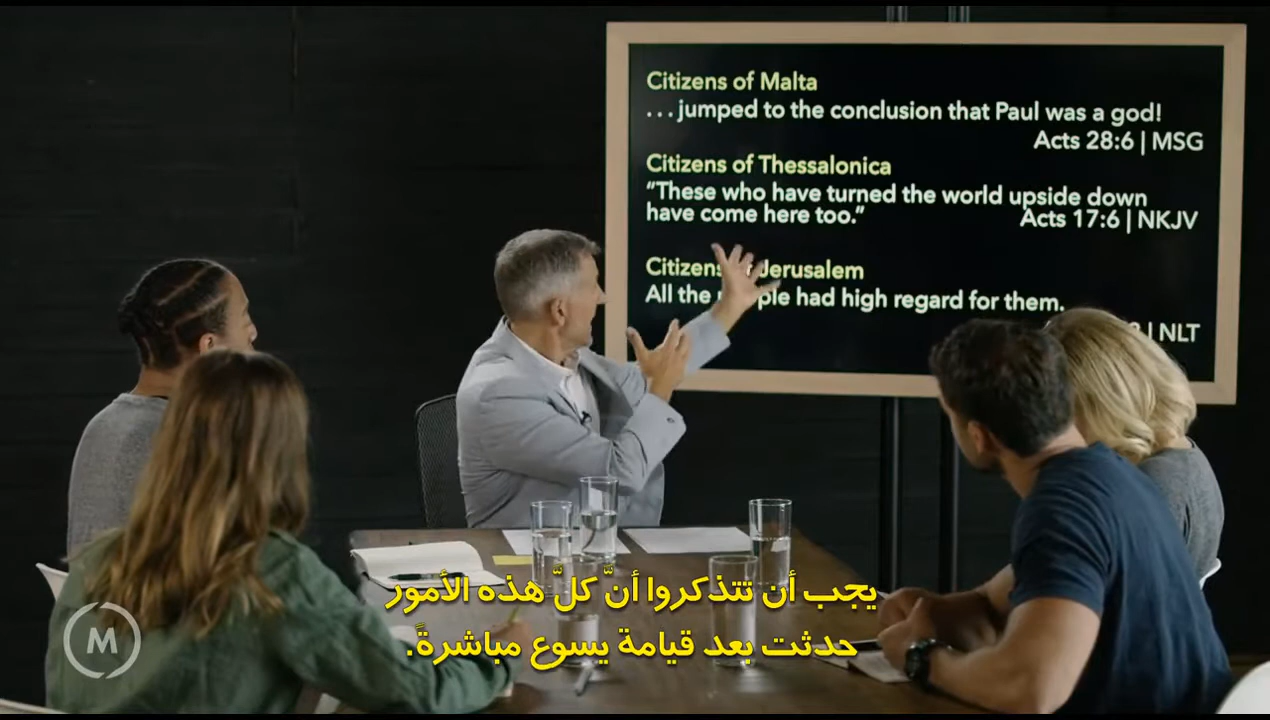 Citizens of Malta
...jumped to the conclusion that Paul was a god!
Acts 28:6 | MSG
Citizens of Thessalonica
“These who have turned the world upside down
have come here too.”
Acts 17:6 | NKJV
Citizens Jerusalem
All the had high regard for them.
| NLT
يجب أن تتذكروا أنَّ كلَّ هذه الأمور
حدثت بعد قيامة يسوع مباشرةً.
M